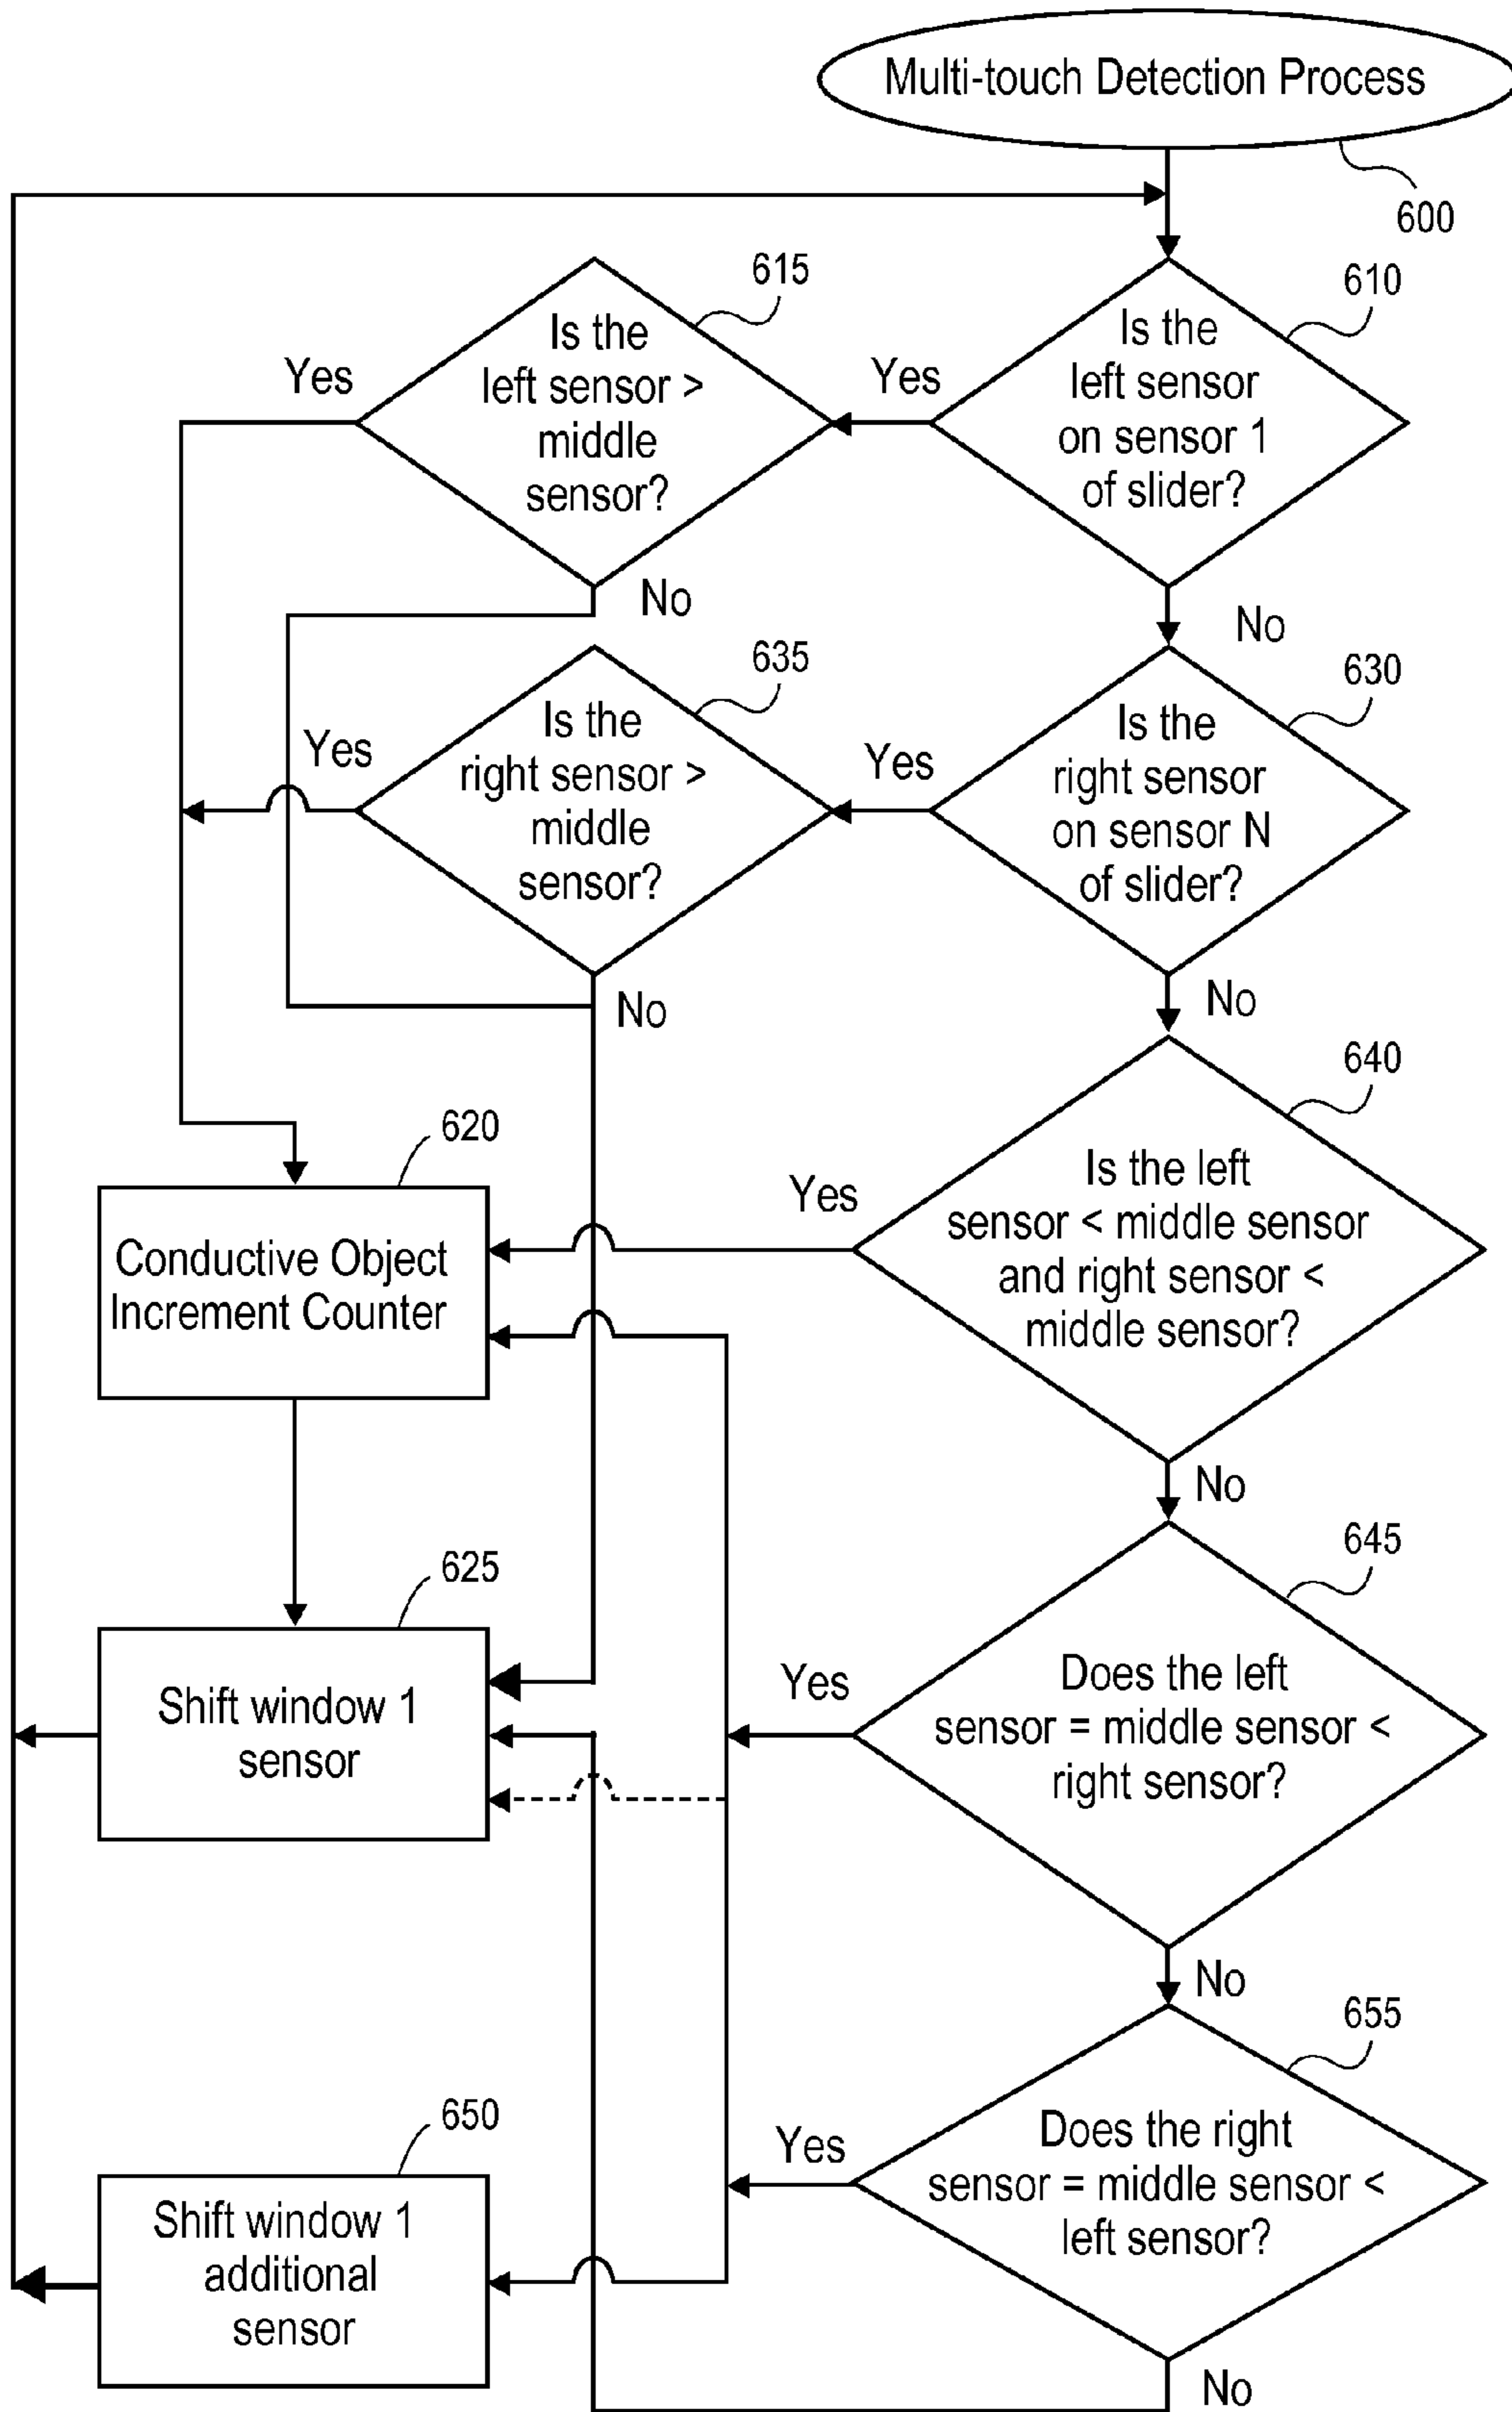 Multi-touch Detection Process
600
615
Is the
left sensor >
middle
sensor?
Yes
No
610
Is the
left sensor
on sensor 1
of slider?
Yes
No
635
Is the
right sensor >
middle
sensor?
Yes
No
630
Is the
right sensor
on sensor N
of slider?
Yes
No
620
Conductive Object
Increment Counter
640
Is the left
sensor < middle sensor
and right sensor <
middle sensor?
Yes
No
625
Shift window 1
sensor
645
Does the left
sensor = middle sensor <
right sensor?
Yes
No
650
Shift window 1
additional
sensor
655
Does the right
sensor = middle sensor <
left sensor?
Yes
No